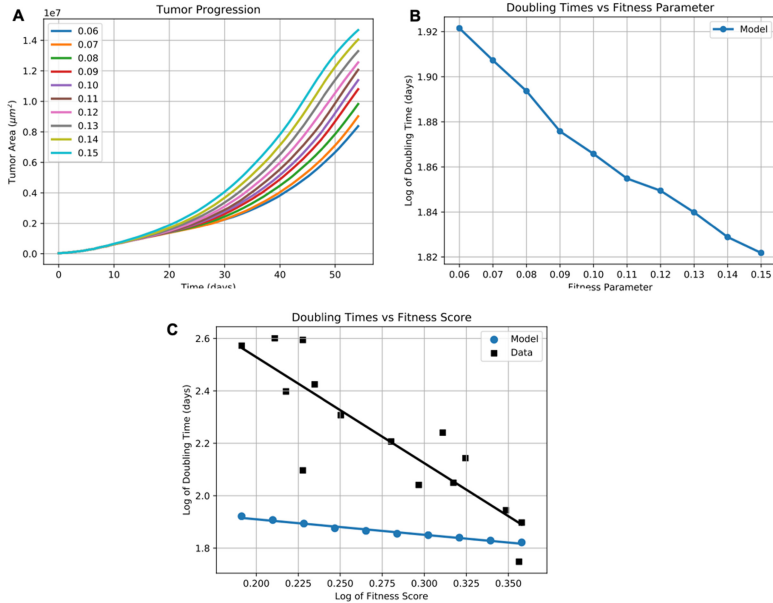 A
Tumor Progression
1e7
Tumor Area (μm²)
1.4
1.2
1.0
0.8
0.6
0.4
0.2
0.0
0.06
0.07
0.08
0.09
0.10
0.11
0.12
0.13
0.14
0.15
0 10 20 30 40 50
Time (days)
B
Doubling Times vs Fitness Parameter
Log of Doubling Time (days)
1.92
1.90
1.88
1.86
1.84
1.82
Model
0.06 0.07 0.08 0.09 0.10 0.11 0.12 0.13 0.14 0.15
Fitness Parameter
C
Doubling Times vs Fitness Score
Log of Doubling Time (days)
2.6
2.4
2.2
2.0
1.8
Model
Data
0.200 0.225 0.250 0.275 0.300 0.325 0.350
Log of Fitness Score